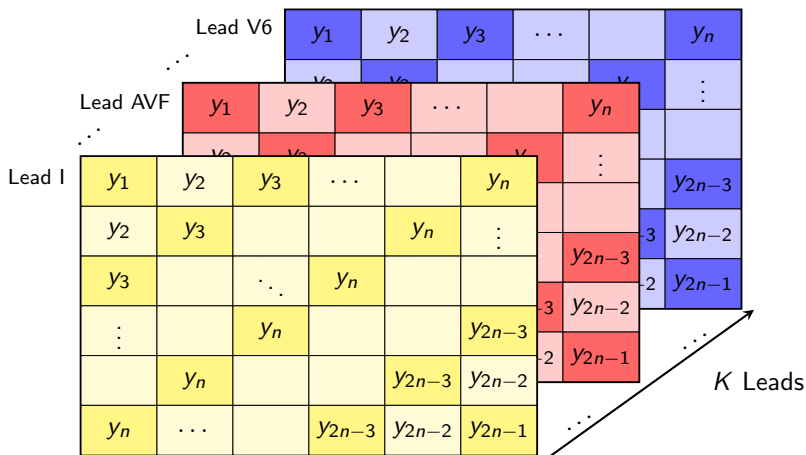 Lead V6 y₁ y₂ y₃ ⋯ yₙ
⋮
Lead AVF y₁ y₂ y₃ ⋯ yₙ
⋮
y₂ₙ₋₃
Lead I y₁ y₂ y₃ ⋯ yₙ
y₂ y₃ yₙ ⋮ y₂ₙ₋₃ y₂ₙ₋₂
y₃ ⋱ yₙ y₂ₙ₋₁
⋮ yₙ y₂ₙ₋₃ y₂ₙ₋₂
yₙ y₂ₙ₋₃ y₂ₙ₋₂ y₂ₙ₋₁ K Leads
yₙ ⋯ y₂ₙ₋₃ y₂ₙ₋₂ y₂ₙ₋₁